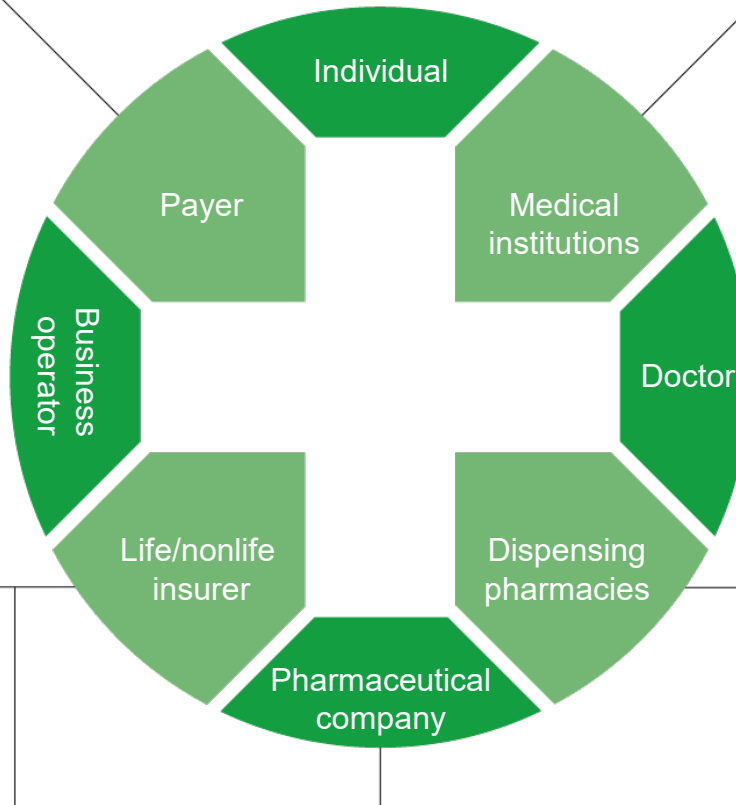 Individual
Payer
Medical
institutions
Business
operator
Doctor
Life/nonlife
insurer
Dispensing
pharmacies
Pharmaceutical
company